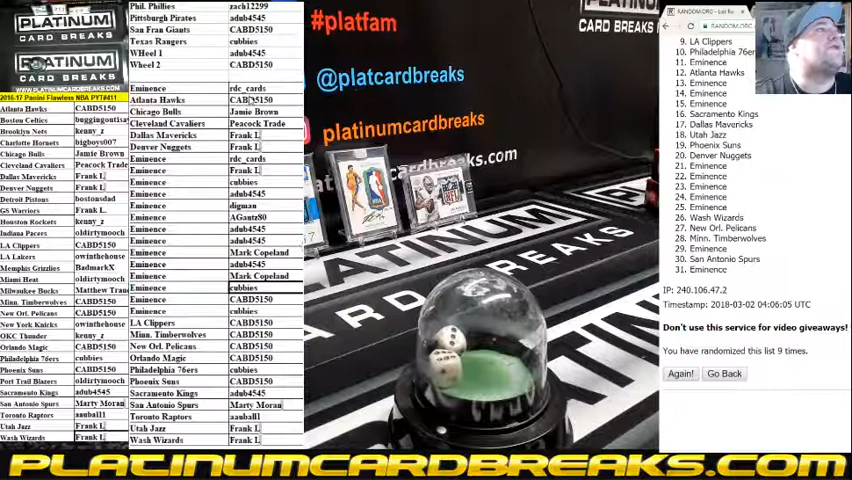 PLATINUM
CARD BREAKS
PLATINUM
CARD BREAKS
WWW.PLATINUMCARDBREAKS.COM
2016-17 Panini Flawless NBA PYT#411
Atlanta Hawks CABD5150
Boston Celtics buggingoutisa
Brooklyn Nets kenny_z
Charlotte Hornets bigboys007
Chicago Bulls Jamie Brown
Cleveland Cavaliers Peacock Trade
Dallas Mavericks Frank L.
Denver Nuggets Frank L
Detroit Pistons bostonsdad
GS Warriors Frank L.
Houston Rockets kenny_z
Indiana Pacers oldirtymooch
LA Clippers CABD5150
LA Lakers owinthehouse
Memphis Grizzlies BadmarkX
Miami Heat oldirtymooch
Milwaukee Bucks Matthew Trau
Minn. Timberwolves CABD5150
New Orl. Pelicans CABD5150
New York Knicks owinthehouse
OKC Thunder kenny_z
Orlando Magic CABD5150
Philadelphia 76ers cubbies
Phoenix Suns CABD5150
Port Trail Blazers oldirtymooch
Sacramento Kings adub4545
San Antonio Spurs Marty Moran
Toronto Raptors aauball1
Utah Jazz Frank L
Wash Wizards Frank L
Phil. Phillies zach12299
Pittsburgh Pirates adub4545
San Fran Giants CABD5150
Texas Rangers cubbies
WHeel 1 adub4545
Wheel 2 cubbies
Eminence rdc_cards
Atlanta Hawks CABD5150
Chicago Bulls Jamie Brown
Cleveland Cavaliers Peacock Trade
Dallas Mavericks Frank L
Denver Nuggets Frank L
Eminence rdc_cards
Eminence Frank L
Eminence cubbies
Eminence adub4545
Eminence digman
Eminence AGantz80
Eminence adub4545
Eminence adub4545
Eminence Mark Copeland
Eminence adub4545
Eminence Mark Copeland
Eminence cubbies
Eminence CABD5150
Eminence cubbies
LA Clippers CABD5150
Minn. Timberwolves CABD5150
New Orl. Pelicans CABD5150
Orlando Magic CABD5150
Philadelphia 76ers cubbies
Phoenix Suns CABD5150
Sacramento Kings adub4545
San Antonio Spurs Marty Moran
Toronto Raptors aauball1
Utah Jazz Frank L
Wash Wizards Frank L
#platfam
@platcardbreaks
platinumcardbreaks
.com
PLATINUM
CARD BREAKS
PLATINUM
CARD BREAKS
RANDOM.ORG
9. LA Clippers
10. Philadelphia 76er
11. Eminence
12. Atlanta Hawks
13. Eminence
14. Eminence
15. Eminence
16. Sacramento Kings
17. Dallas Mavericks
18. Utah Jazz
19. Phoenix Suns
20. Denver Nuggets
21. Eminence
22. Eminence
23. Eminence
24. Eminence
25. Eminence
26. Wash Wizards
27. New Orl. Pelicans
28. Minn. Timberwolves
29. Eminence
30. San Antonio Spurs
31. Eminence
IP: 240.106.47.2
Timestamp: 2018-03-02 04:06:05 UTC
Don't use this service for video giveaways!
You have randomized this list 9 times.
Again! Go Back
PLATINUMCARDBREAKS.COM